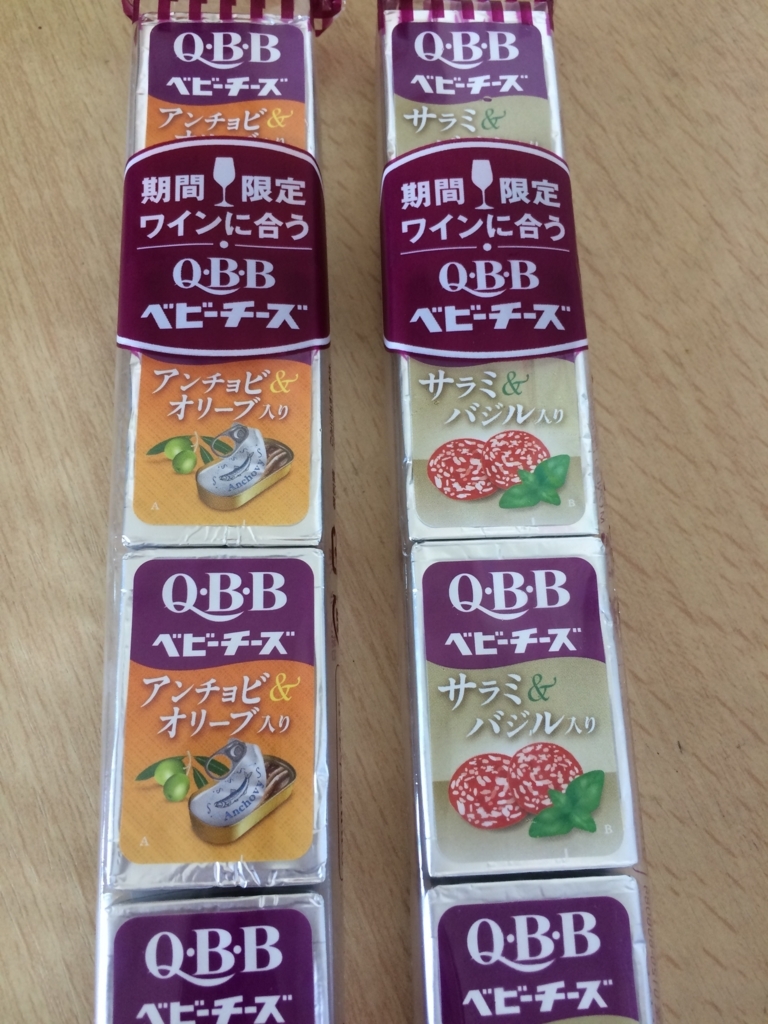 Q·B·B
ベビーチーズ
アンチョビ&
期間 限定
ワインに合う
Q·B·B
ベビーチーズ
アンチョビ&
オリーブ入り
Anchovy
A
Q·B·B
ベビーチーズ
アンチョビ&
オリーブ入り
Anchovy
A
Q·B·B
ベビーチーズ
Q·B·B
ベビーチーズ
サラミ&
期間 限定
ワインに合う
Q·B·B
ベビーチーズ
サラミ&
バジル入り
B
Q·B·B
ベビーチーズ
サラミ&
バジル入り
B
Q·B·B
ベビーチーズ